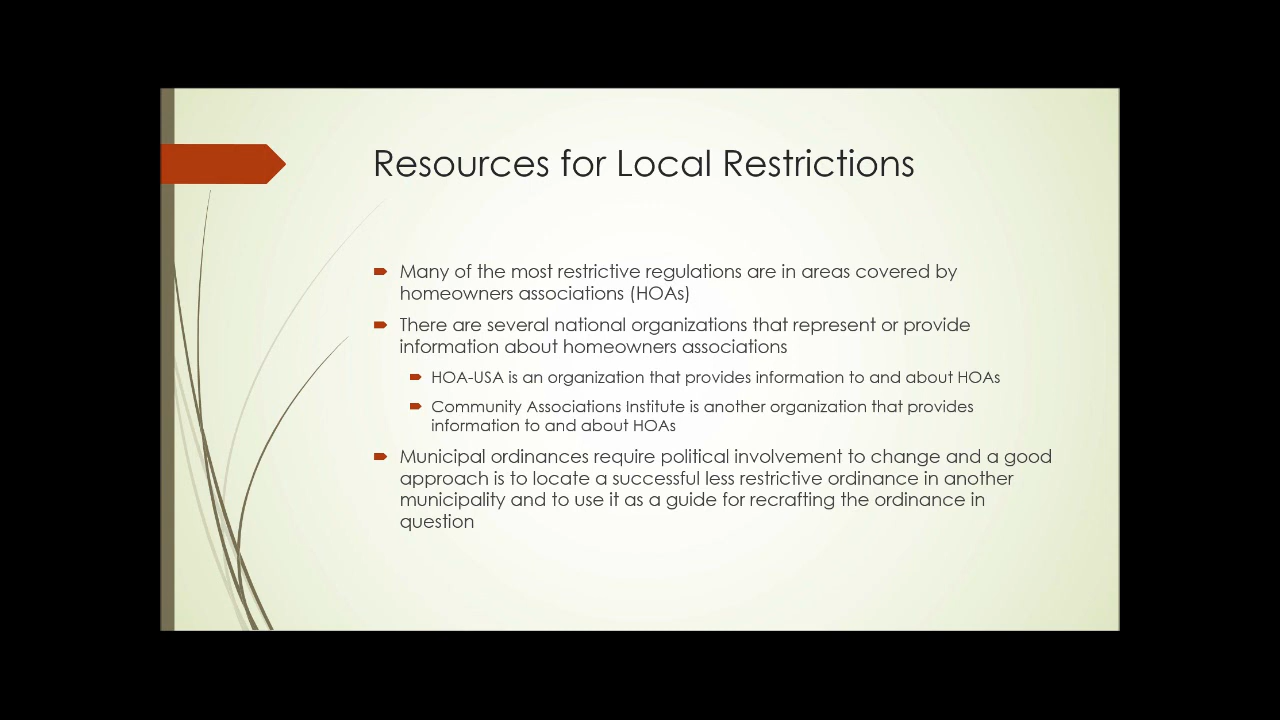 Resources for Local Restrictions
Many of the most restrictive regulations are in areas covered by
homeowners associations (HOAs)
There are several national organizations that represent or provide
information about homeowners associations
HOA-USA is an organization that provides information to and about HOAs
Community Associations Institute is another organization that provides
information to and about HOAs
Municipal ordinances require political involvement to change and a good
approach is to locate a successful less restrictive ordinance in another
municipality and to use it as a guide for recrafting the ordinance in
question